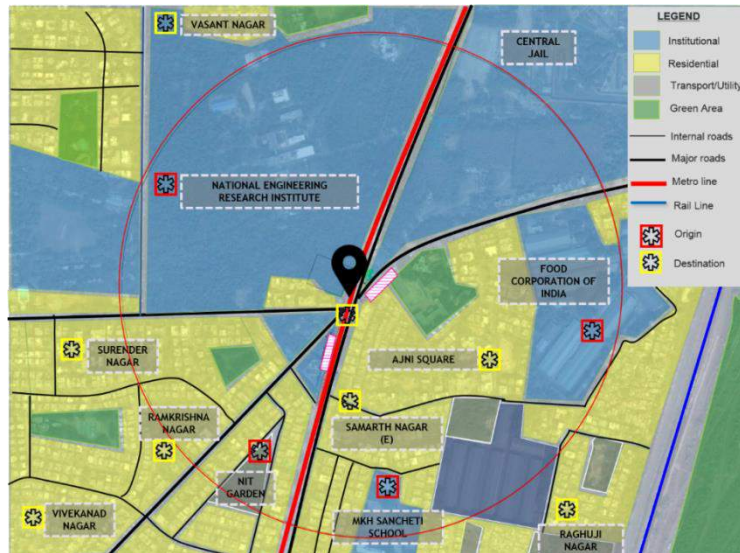 VASANT NAGAR
CENTRAL
JAIL
LEGEND
Institutional
Residential
Transport/Utility
Green Area
Internal roads
Major roads
Metro line
Rail Line
Origin
Destination
NATIONAL ENGINEERING
RESEARCH INSTITUTE
FOOD
CORPORATION OF
INDIA
SURENDER
NAGAR
AJNI SQUARE
RAMKRISHNA
NAGAR
SAMARTH NAGAR
(E)
NIT
GARDEN
VIVEKANAD
NAGAR
MKH SANCHETI
SCHOOL
RAGHUJI
NAGAR